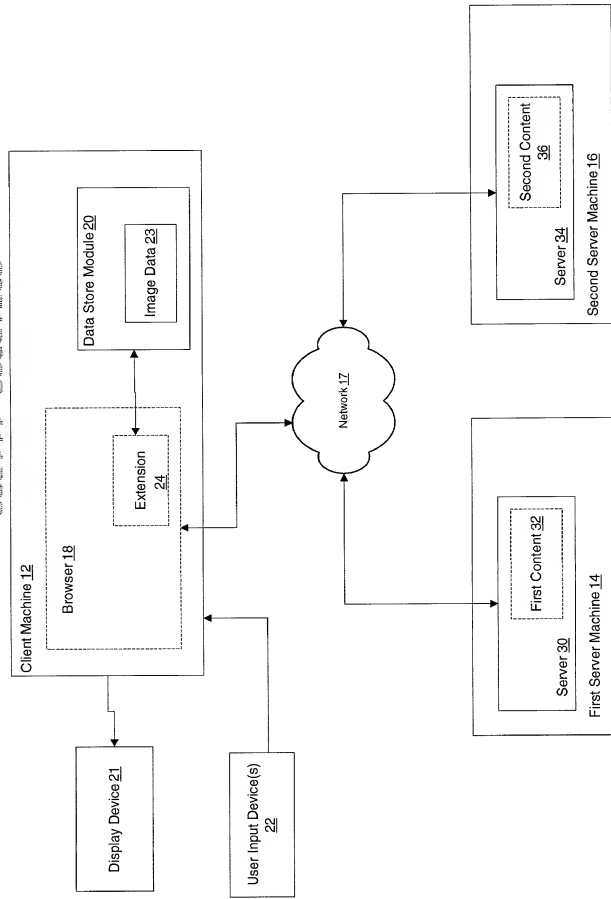 Client Machine 12
Browser 18
Extension
24
Data Store Module 20
Image Data 23
Display Device 21
User Input Device(s)
22
Network 17
First Content 32
Server 30
First Server Machine 14
Second Content
36
Server 34
Second Server Machine 16